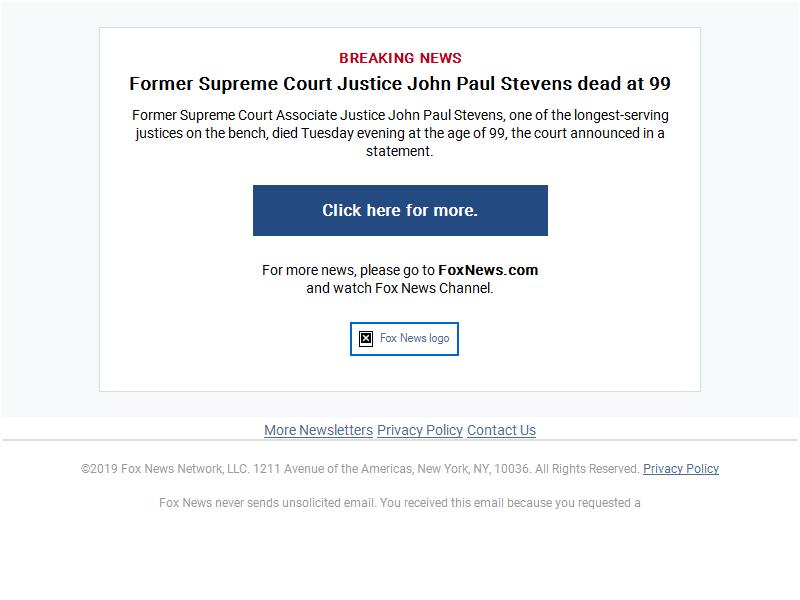 BREAKING NEWS
Former Supreme Court Justice John Paul Stevens dead at 99
Former Supreme Court Associate Justice John Paul Stevens, one of the longest-serving
justices on the bench, died Tuesday evening at the age of 99, the court announced in a
statement.
Click here for more.
For more news, please go to FoxNews.com
and watch Fox News Channel.
Fox News logo
More Newsletters Privacy Policy Contact Us
©2019 Fox News Network, LLC. 1211 Avenue of the Americas, New York, NY, 10036. All Rights Reserved. Privacy Policy
Fox News never sends unsolicited email. You received this email because you requested a